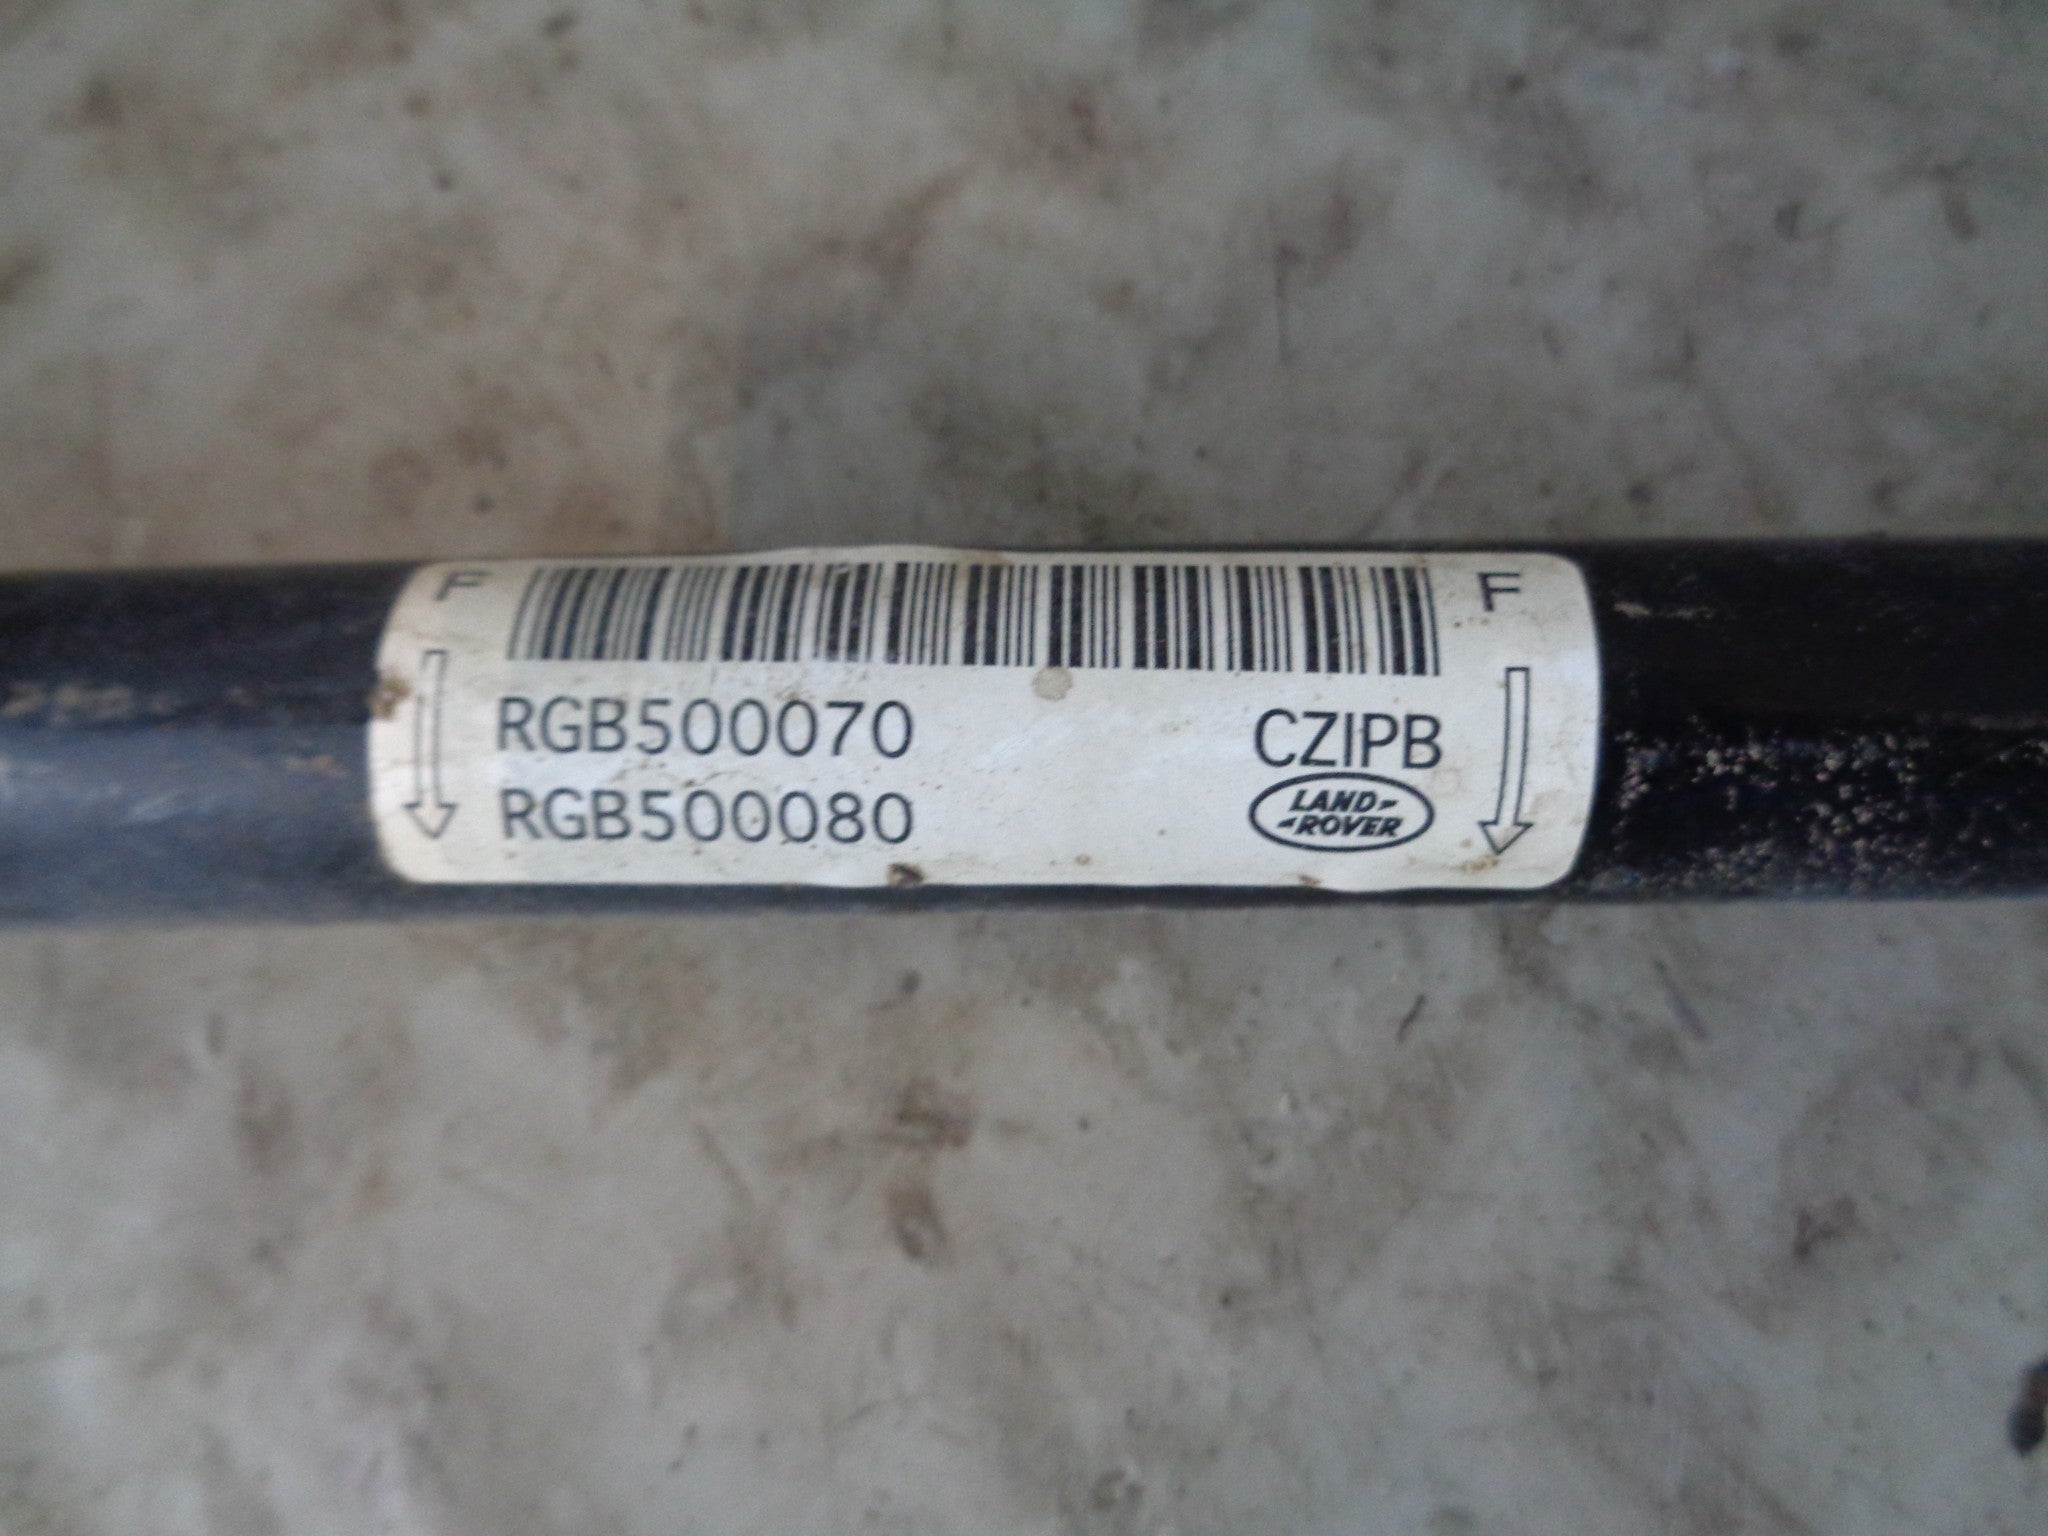 F F
RGB500070 CZIPB
RGB500080 LAND-
-ROVER